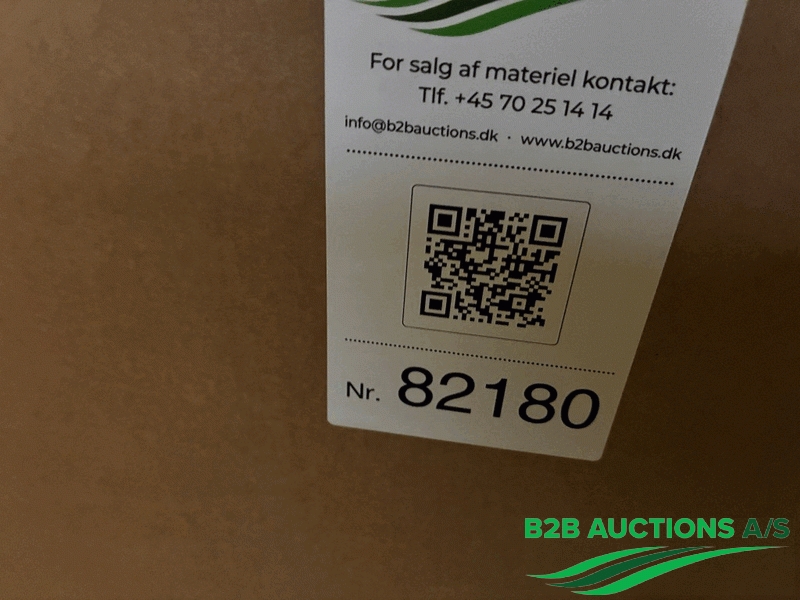 For salg af materiel kontakt:
Tlf. +45 70 25 14 14
info@b2bauctions.dk · www.b2bauctions.dk
Nr. 82180
B2B AUCTIONS A/S